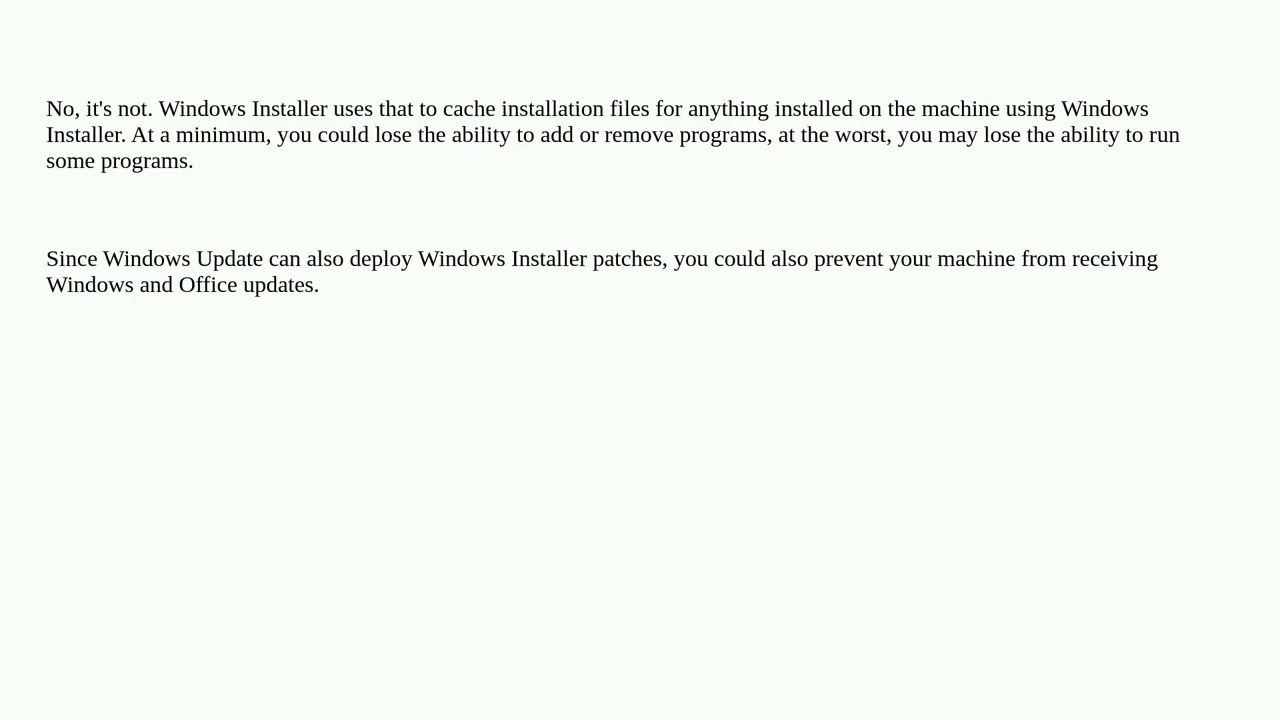 No, it's not. Windows Installer uses that to cache installation files for anything installed on the machine using Windows
Installer. At a minimum, you could lose the ability to add or remove programs, at the worst, you may lose the ability to run
some programs.
Since Windows Update can also deploy Windows Installer patches, you could also prevent your machine from receiving
Windows and Office updates.